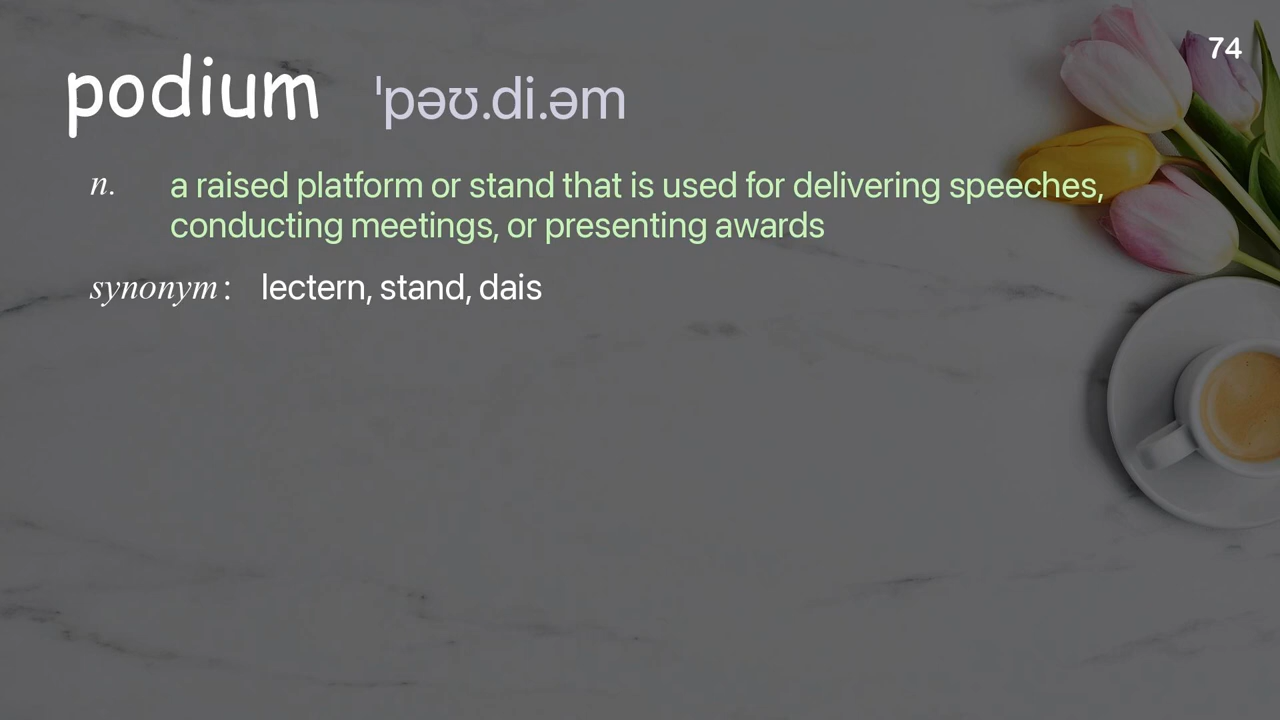 74
podium ˈpəʊ.di.əm
n. a raised platform or stand that is used for delivering speeches,
conducting meetings, or presenting awards
synonym: lectern, stand, dais